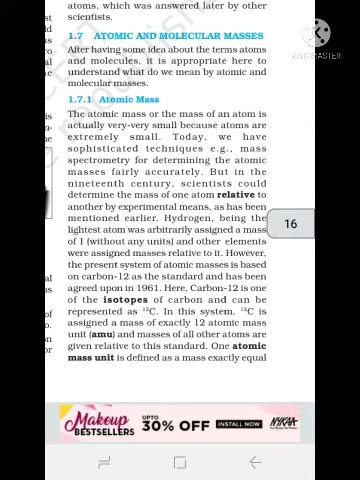 atoms, which was answered later by other
scientists.
1.7 ATOMIC AND MOLECULAR MASSES
After having some idea about the terms atoms
and molecules, it is appropriate here to
understand what do we mean by atomic and
molecular masses.
1.7.1 Atomic Mass
The atomic mass or the mass of an atom is
actually very-very small because atoms are
extremely small. Today, we have
sophisticated techniques e.g., mass
spectrometry for determining the atomic
masses fairly accurately. But in the
nineteenth century, scientists could
determine the mass of one atom relative to
another by experimental means, as has been
mentioned earlier. Hydrogen, being the
lightest atom was arbitrarily assigned a mass
of 1 (without any units) and other elements
were assigned masses relative to it. However,
the present system of atomic masses is based
on carbon-12 as the standard and has been
agreed upon in 1961. Here, Carbon-12 is one
of the isotopes of carbon and can be
represented as ¹²C. In this system, ¹²C is
assigned a mass of exactly 12 atomic mass
unit (amu) and masses of all other atoms are
given relative to this standard. One atomic
mass unit is defined as a mass exactly equal
16
KINEMASTER
Makeup
BESTSELLERS
UPTO
30% OFF
INSTALL NOW
NYKAA